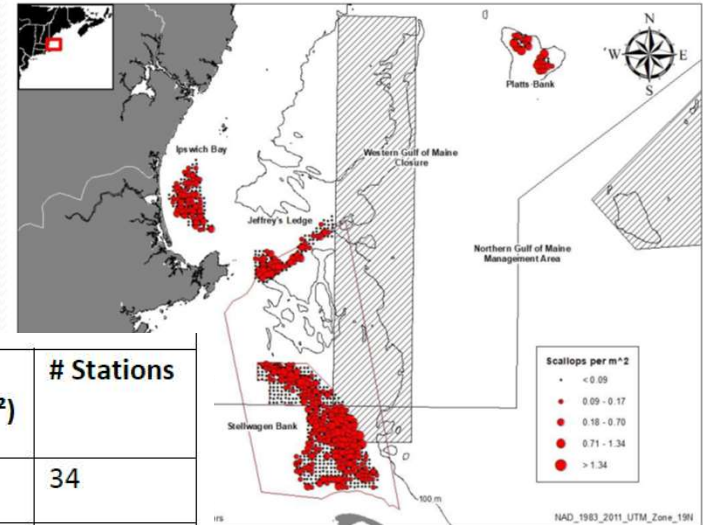 N
W
E
S
Platts Bank
Ipswich Bay
Western Gulf of Maine
Closure
Jeffrey's Ledge
Northern Gulf of Maine
Management Area
# Stations
²)
34
Scallops per m^2
< 0.09
0.09 - 0.17
0.18 - 0.70
0.71 - 1.34
> 1.34
Stellwagen Bank
100 m
rs
NAD_1983_2011_UTM_Zone_19N